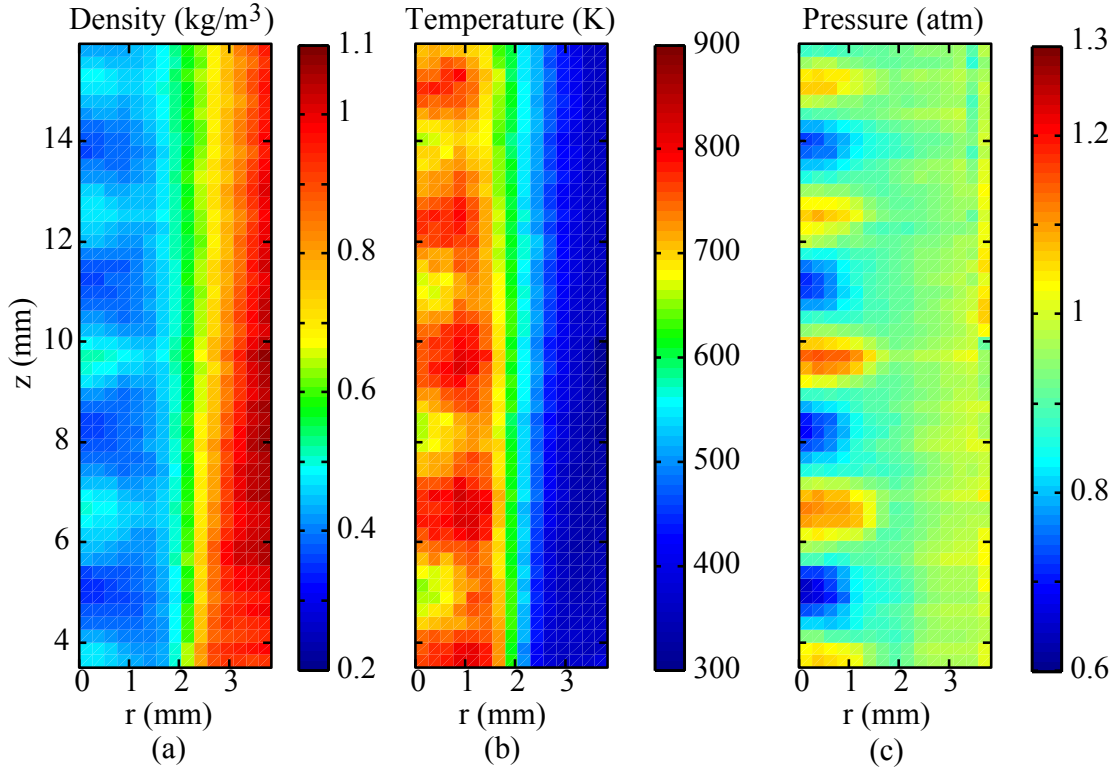 Density (kg/m³)
Temperature (K)
Pressure (atm)
z (mm)
14
12
10
8
6
4
0 1 2 3
r (mm)
(a)
1.1
1
0.8
0.6
0.4
0.2
0 1 2 3
r (mm)
(b)
900
800
700
600
500
400
300
0 1 2 3
r (mm)
(c)
1.3
1.2
1
0.8
0.6